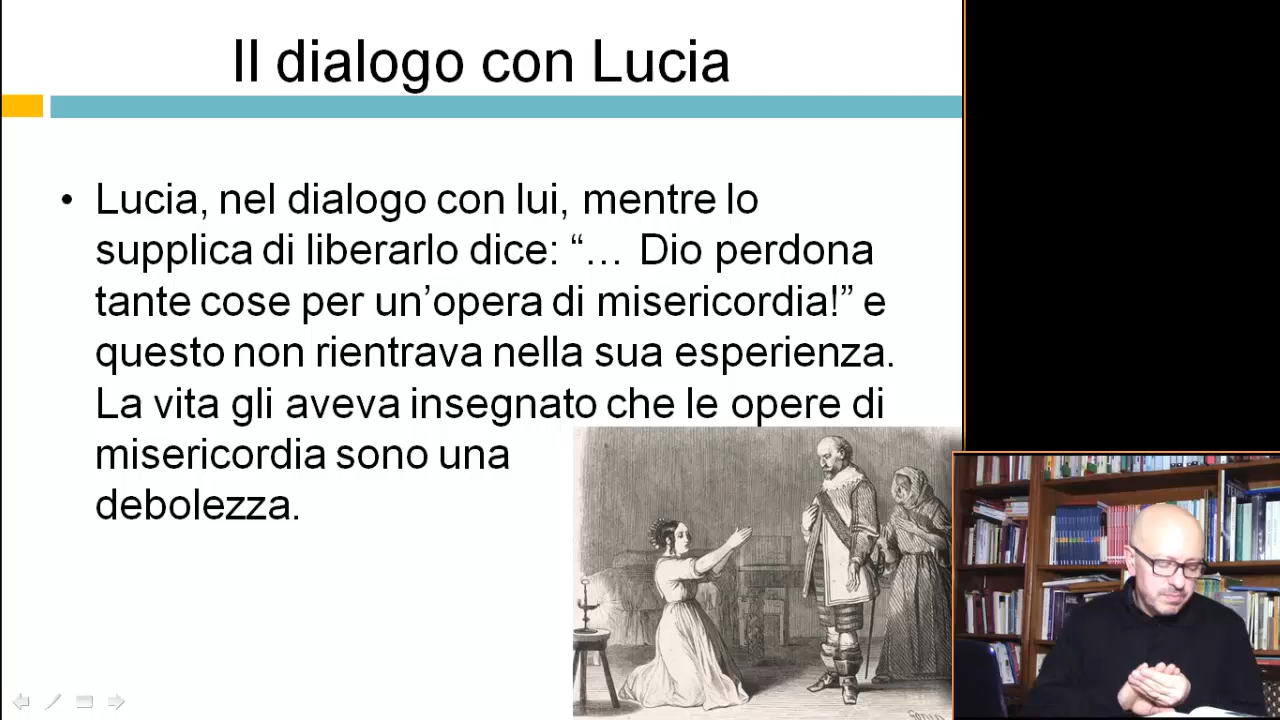 Il dialogo con Lucia
• Lucia, nel dialogo con lui, mentre lo
supplica di liberarlo dice: “… Dio perdona
tante cose per un’opera di misericordia!” e
questo non rientrava nella sua esperienza.
La vita gli aveva insegnato che le opere di
misericordia sono una
debolezza.